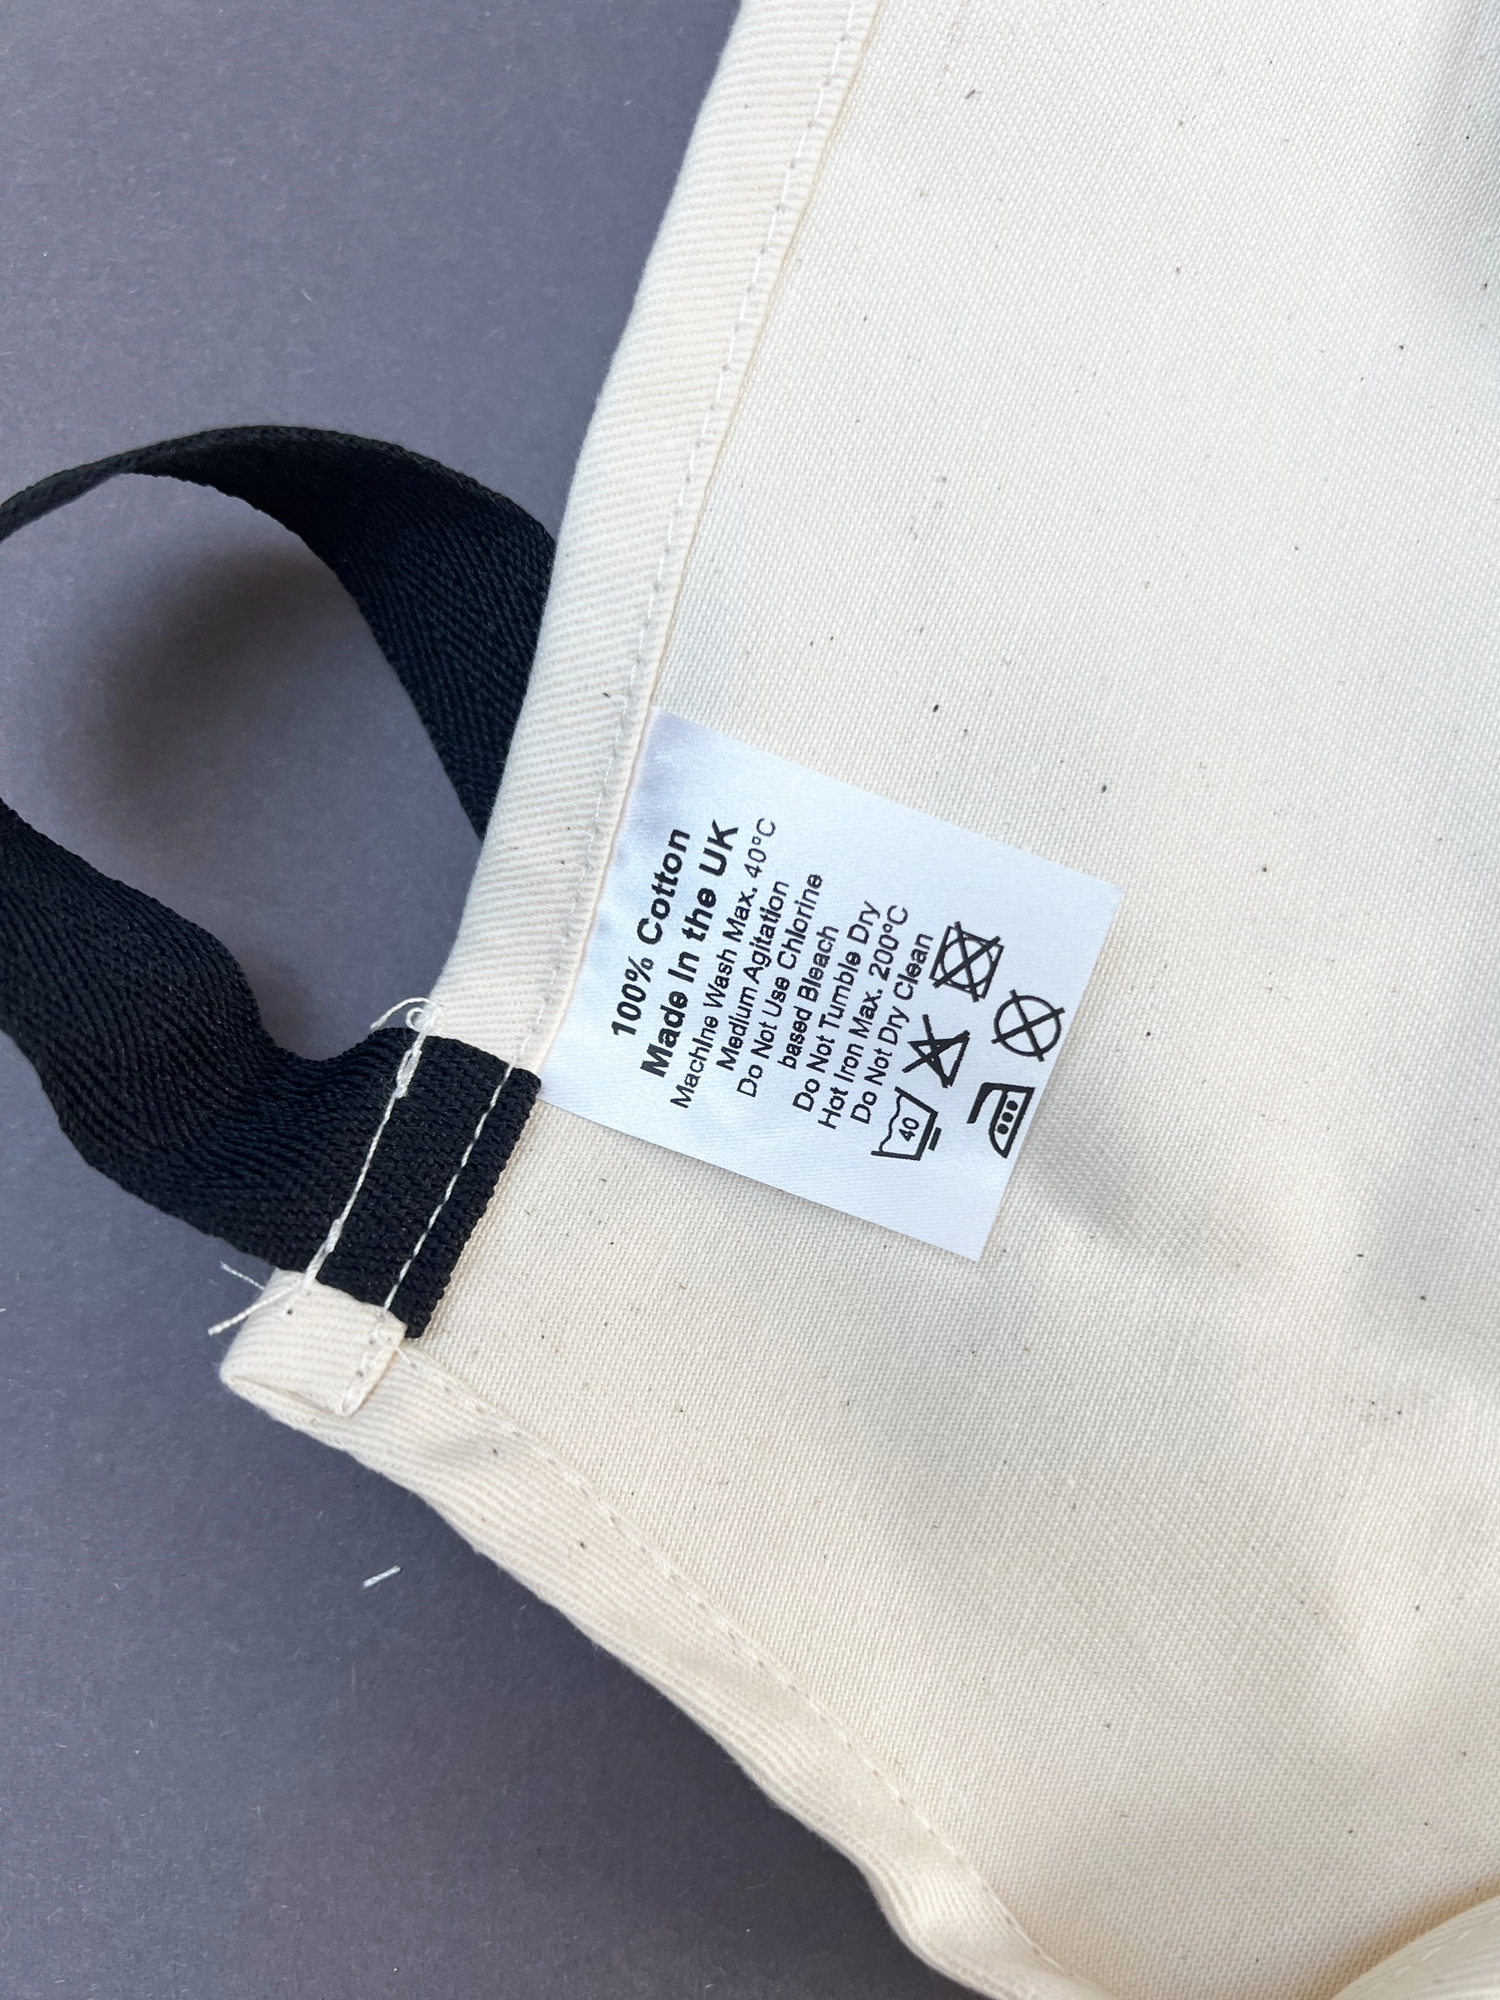 100% Cotton
Made In the UK
Machine Wash Max. 40°C
Medium Agitation
Do Not Use Chlorine
based Bleach
Do Not Tumble Dry
Hot Iron Max. 200°C
Do Not Dry Clean
40